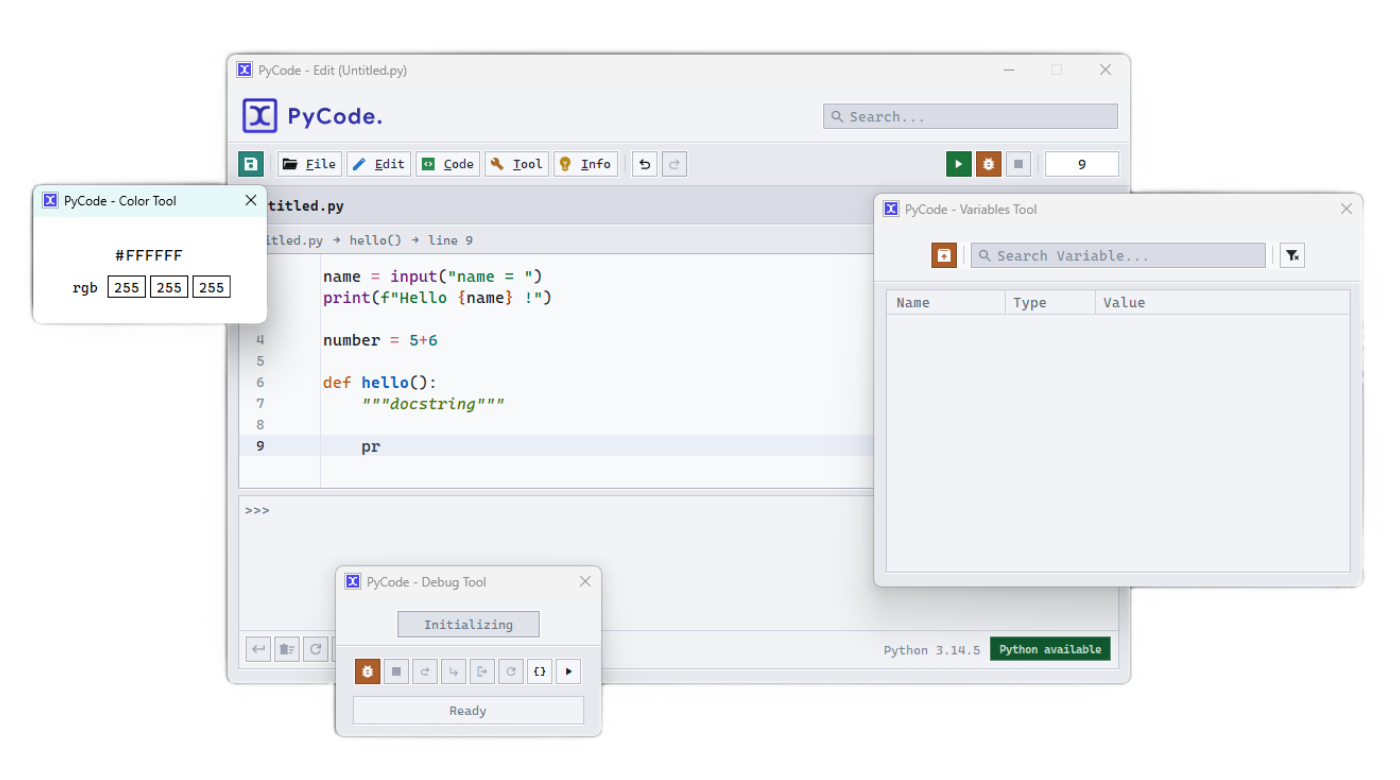 PyCode - Edit (Untitled.py)
PyCode.
Search...
File Edit Code Tool Info
9
PyCode - Color Tool
#FFFFFF
rgb 255 255 255
titled.py
titled.py → hello() → line 9
name = input("name = ")
print(f"Hello {name} !")
4 number = 5+6
5
6 def hello():
7 """docstring"""
8
9 pr
>>>
PyCode - Variables Tool
Search Variable...
Name Type Value
PyCode - Debug Tool
Initializing
{}
Ready
Python 3.14.5 Python available